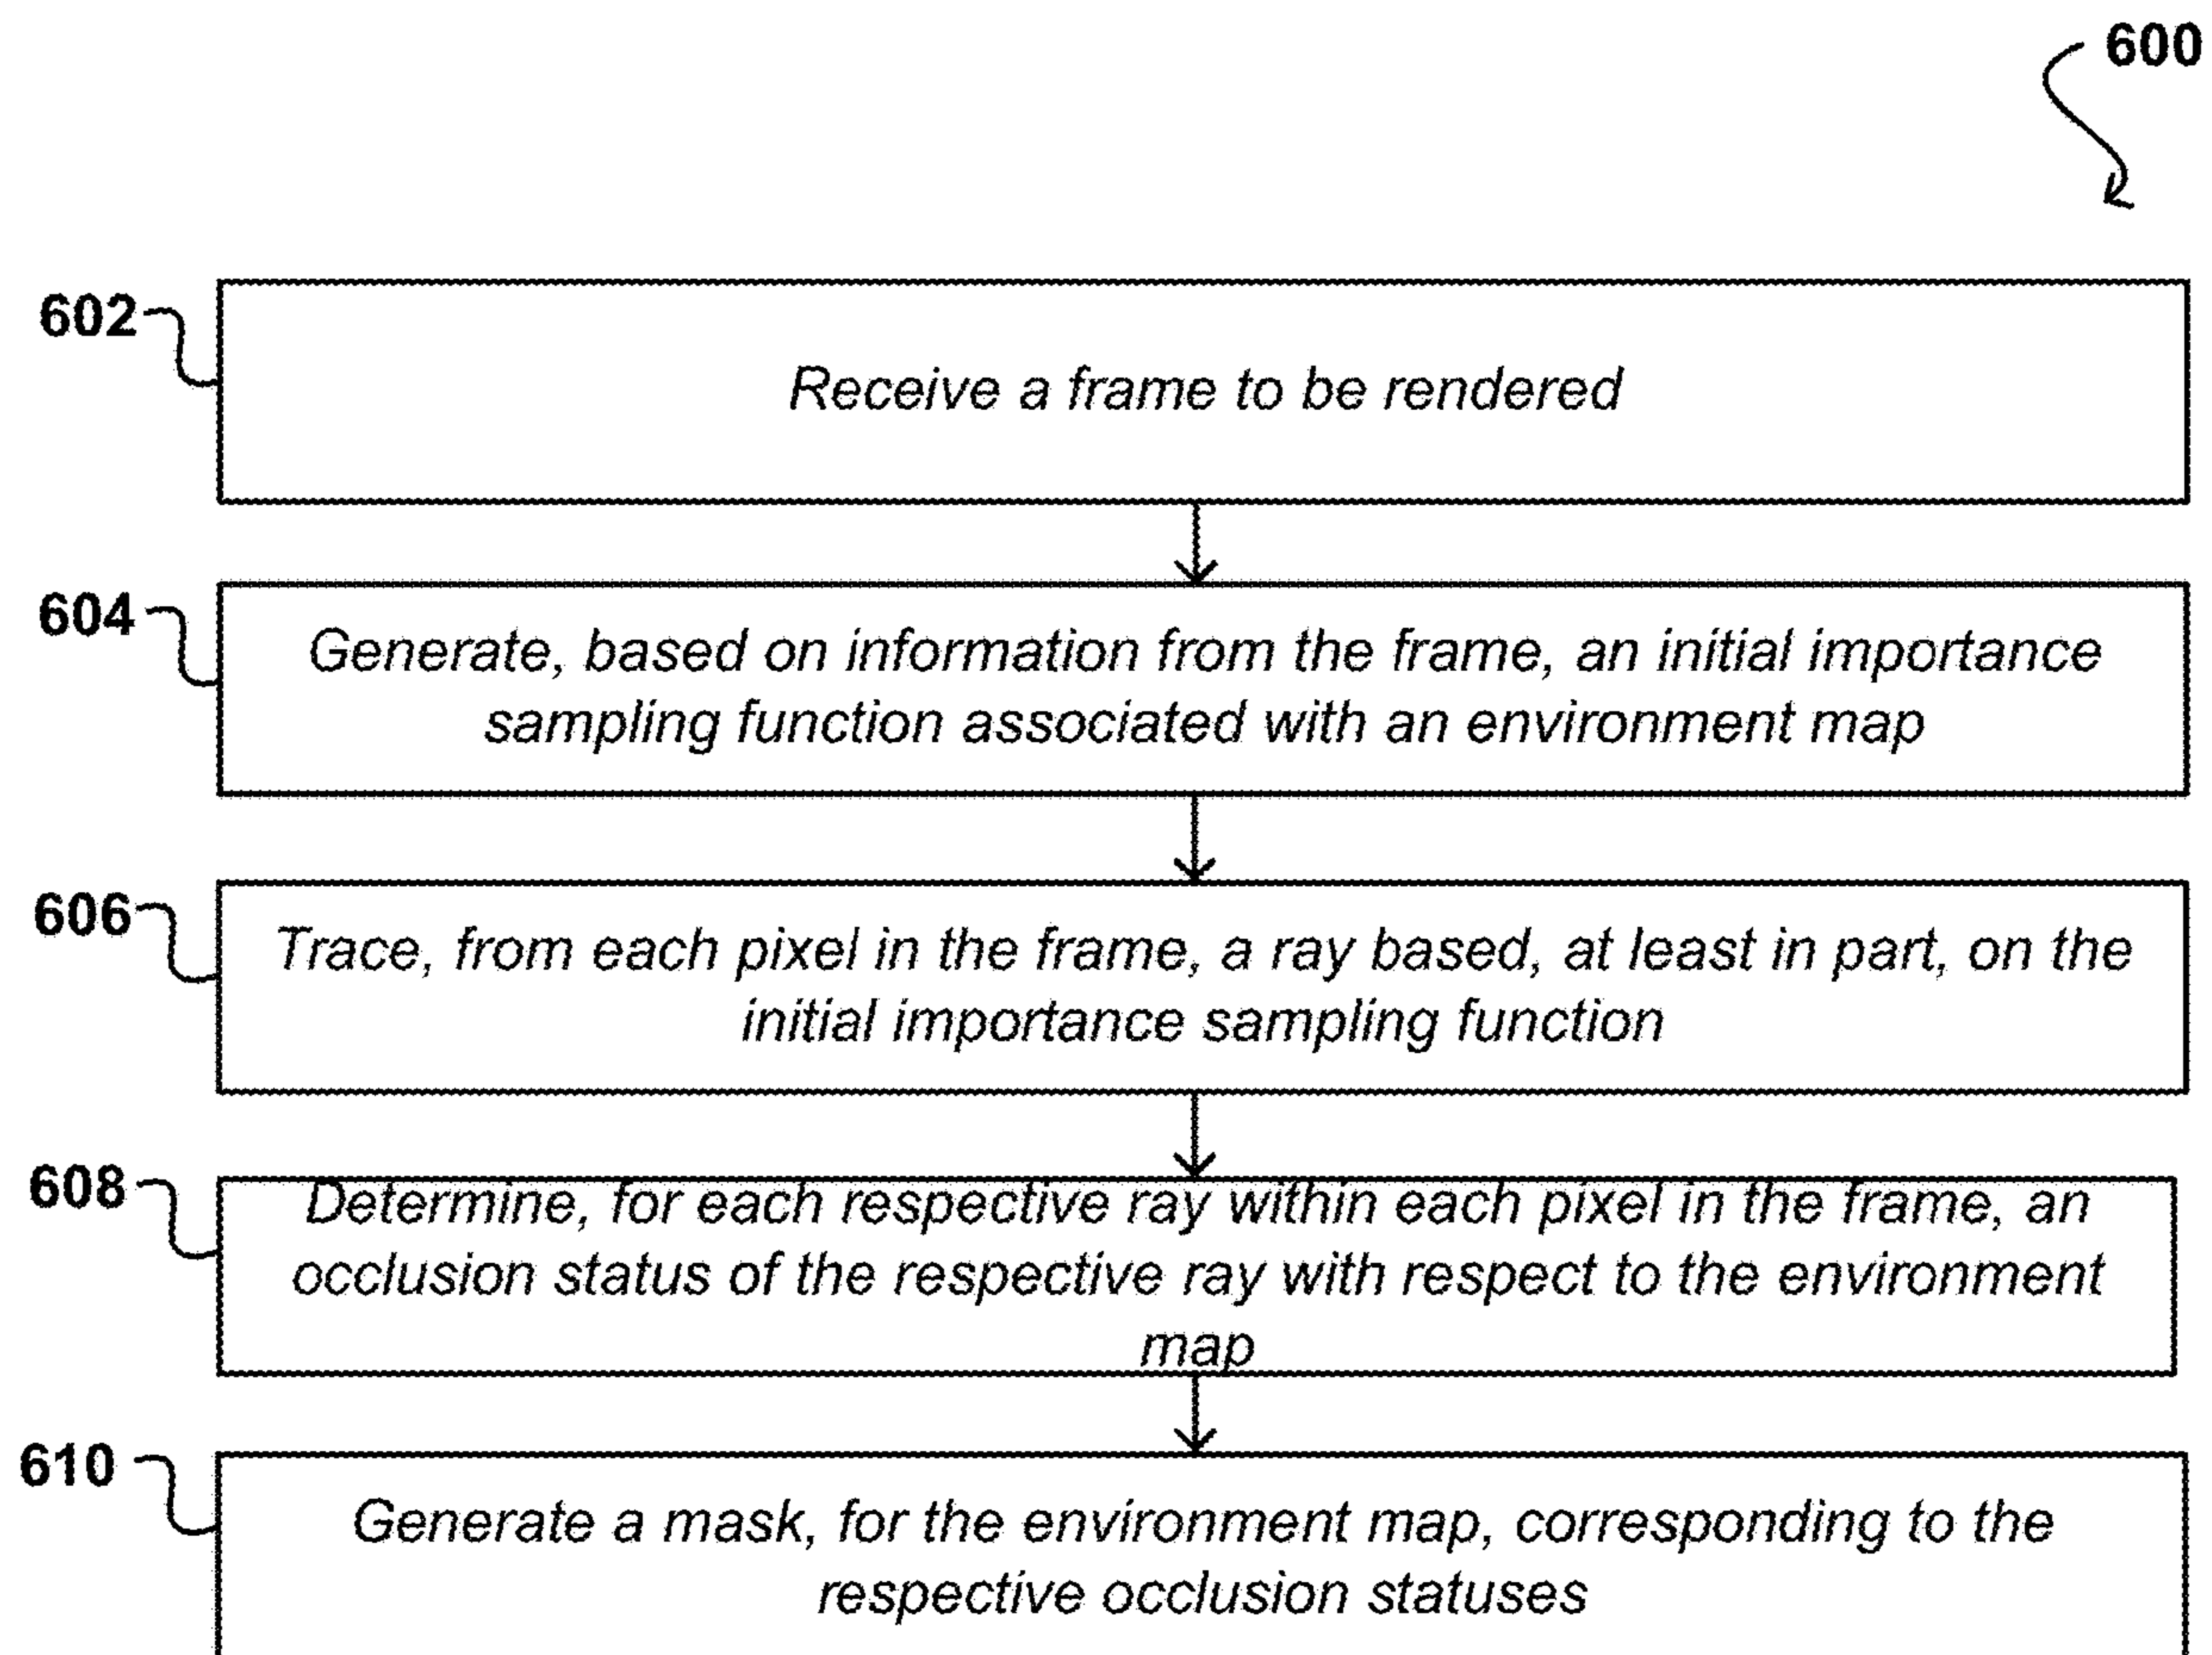 600
602
Receive a frame to be rendered
604
Generate, based on information from the frame, an initial importance
sampling function associated with an environment map
606
Trace, from each pixel in the frame, a ray based, at least in part, on the
initial importance sampling function
608
Determine, for each respective ray within each pixel in the frame, an
occlusion status of the respective ray with respect to the environment
map
610
Generate a mask, for the environment map, corresponding to the
respective occlusion statuses